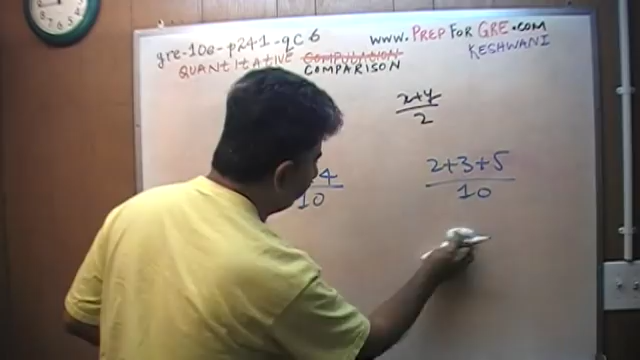 gre-10e-p241-qc6
www.PREPFORGRE.COM
KESHWANI
QUANTITATIVE COMPUTATION
COMPARISON
2+4
2
4
10
2+3+5
10